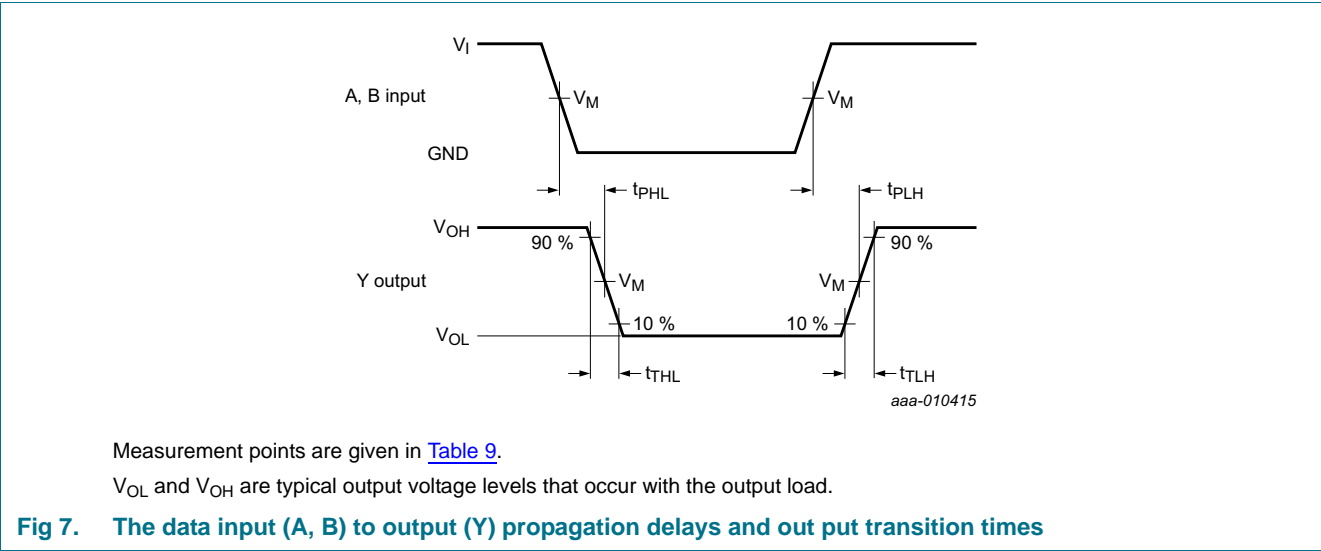 V_I
A, B input
V_M
V_M
GND
t_PHL
t_PLH
V_OH
90 %
90 %
Y output
V_M
V_M
10 %
10 %
V_OL
t_THL
t_TLH
aaa-010415
Measurement points are given in Table 9.
V_OL and V_OH are typical output voltage levels that occur with the output load.
Fig 7. The data input (A, B) to output (Y) propagation delays and out put transition times